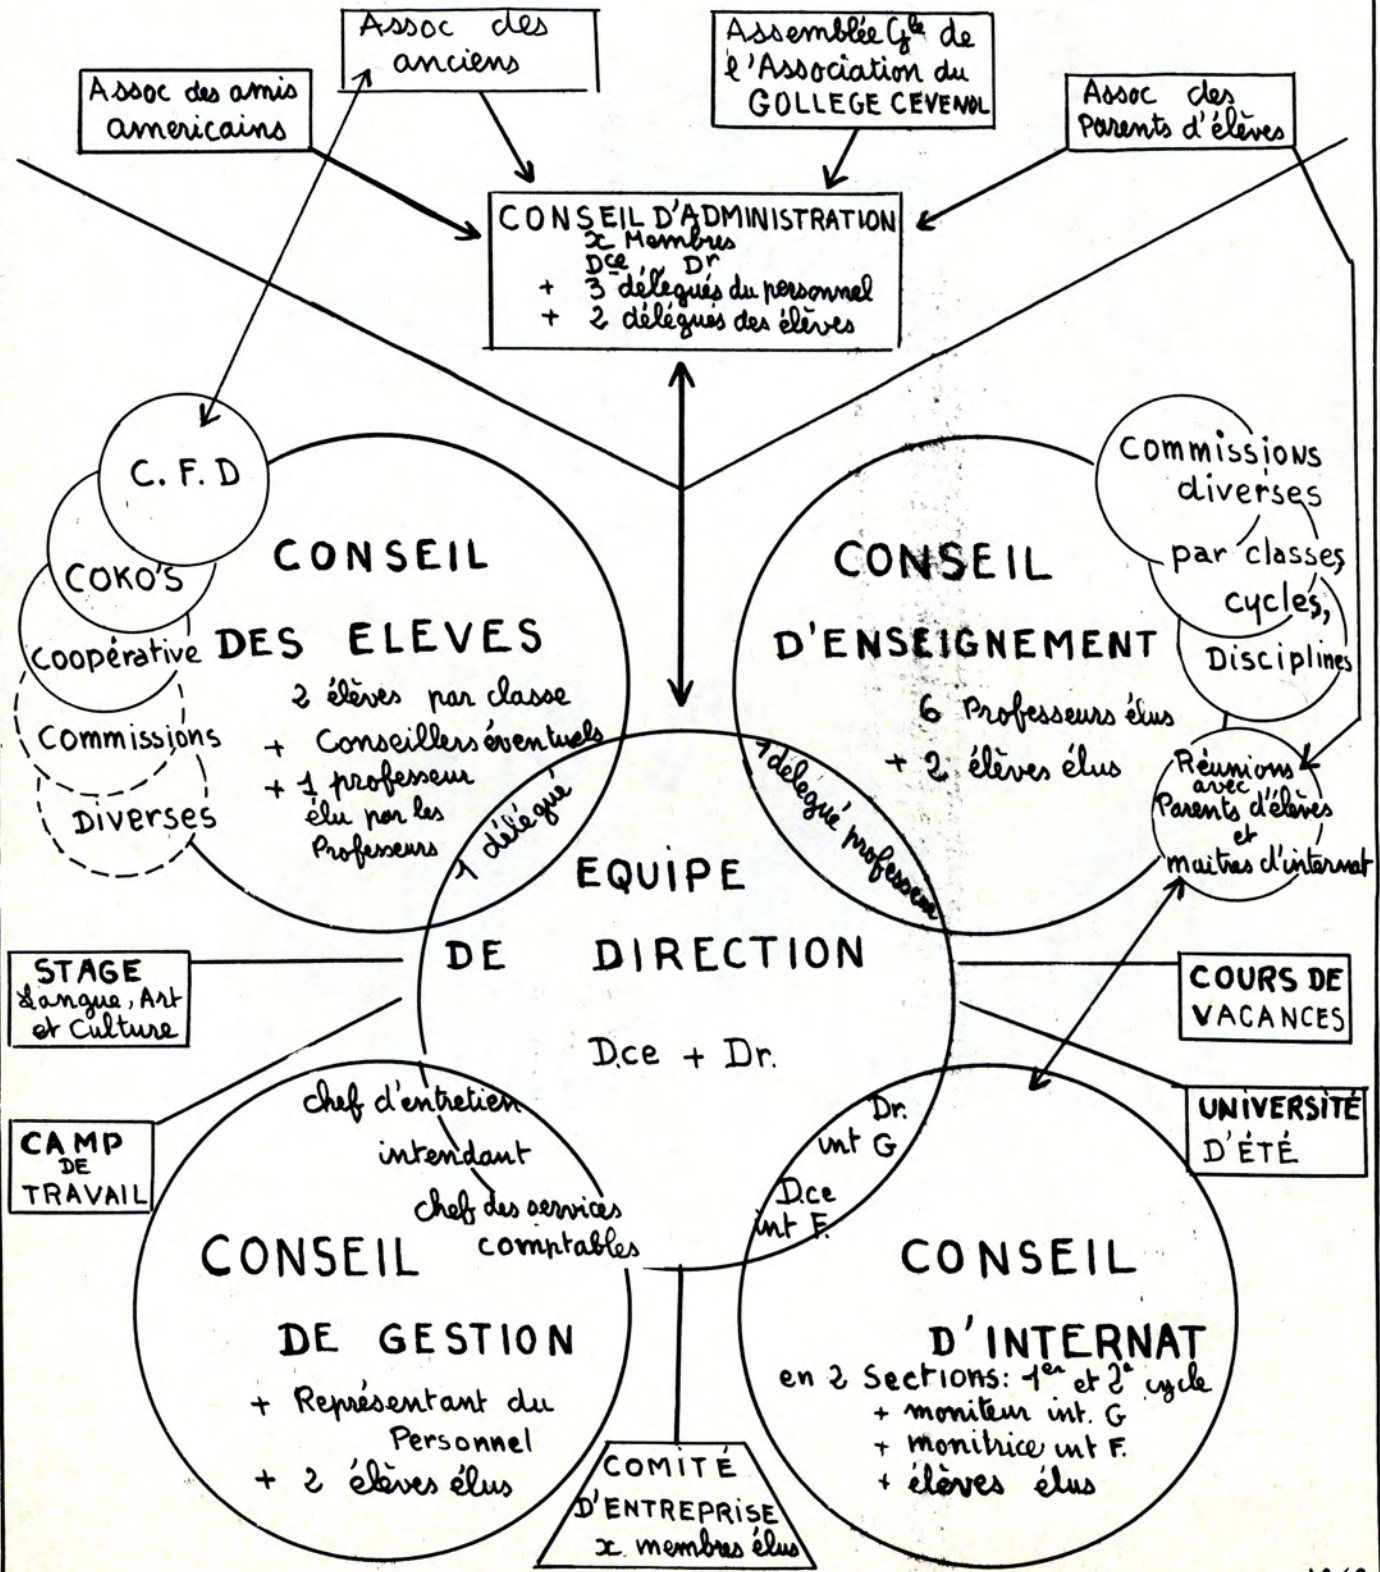 Assoc des
anciens
Assemblée Gle de
l'Association du
GOLLEGE CEVENOL
Assoc des amis
americains
Assoc des
Parents d'élèves
CONSEIL D'ADMINISTRATION
x Membres
Dce Dr
+ 3 délégués du personnel
+ 2 délégués des élèves
C. F. D
COKO'S
Coopérative
Commissions
Diverses
CONSEIL
DES ELEVES
2 élèves par classe
+ Conseillers éventuels
+ 1 professeur
élu par les
Professeurs
1 délégué
Commissions
diverses
par classes,
cycles,
Disciplines
CONSEIL
D'ENSEIGNEMENT
6 Professeurs élus
+ 2 élèves élus
1 délégué professeur
Réunions
avec
Parents d'élèves
et
maitres d'internat
EQUIPE
DE DIRECTION
D.ce + Dr.
STAGE
Langue, Art
et Culture
COURS DE
VACANCES
CAMP
DE
TRAVAIL
UNIVERSITÉ
D'ÉTÉ
chef d'entretien
intendant
chef des services
comptables
Dr.
int G
D.ce
int F.
CONSEIL
DE GESTION
+ Représentant du
Personnel
+ 2 élèves élus
CONSEIL
D'INTERNAT
en 2 Sections: 1er et 2e cycle
+ moniteur int. G
+ monitrice int F.
+ élèves élus
COMITÉ
D'ENTREPRISE
x membres élus